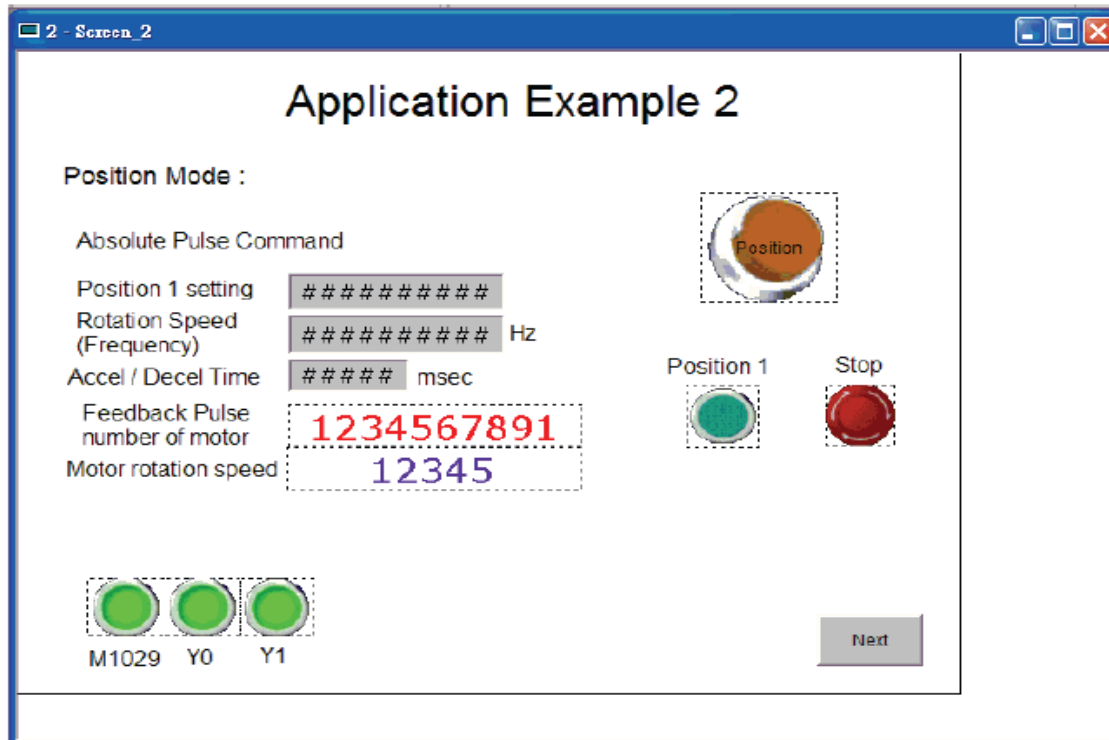 2 - Screen_2
Application Example 2
Position Mode :
Absolute Pulse Command
Position 1 setting ##########
Rotation Speed
(Frequency) ########## Hz
Accel / Decel Time ##### msec
Feedback Pulse
number of motor 1234567891
Motor rotation speed 12345
Position
Position 1 Stop
M1029 Y0 Y1
Next